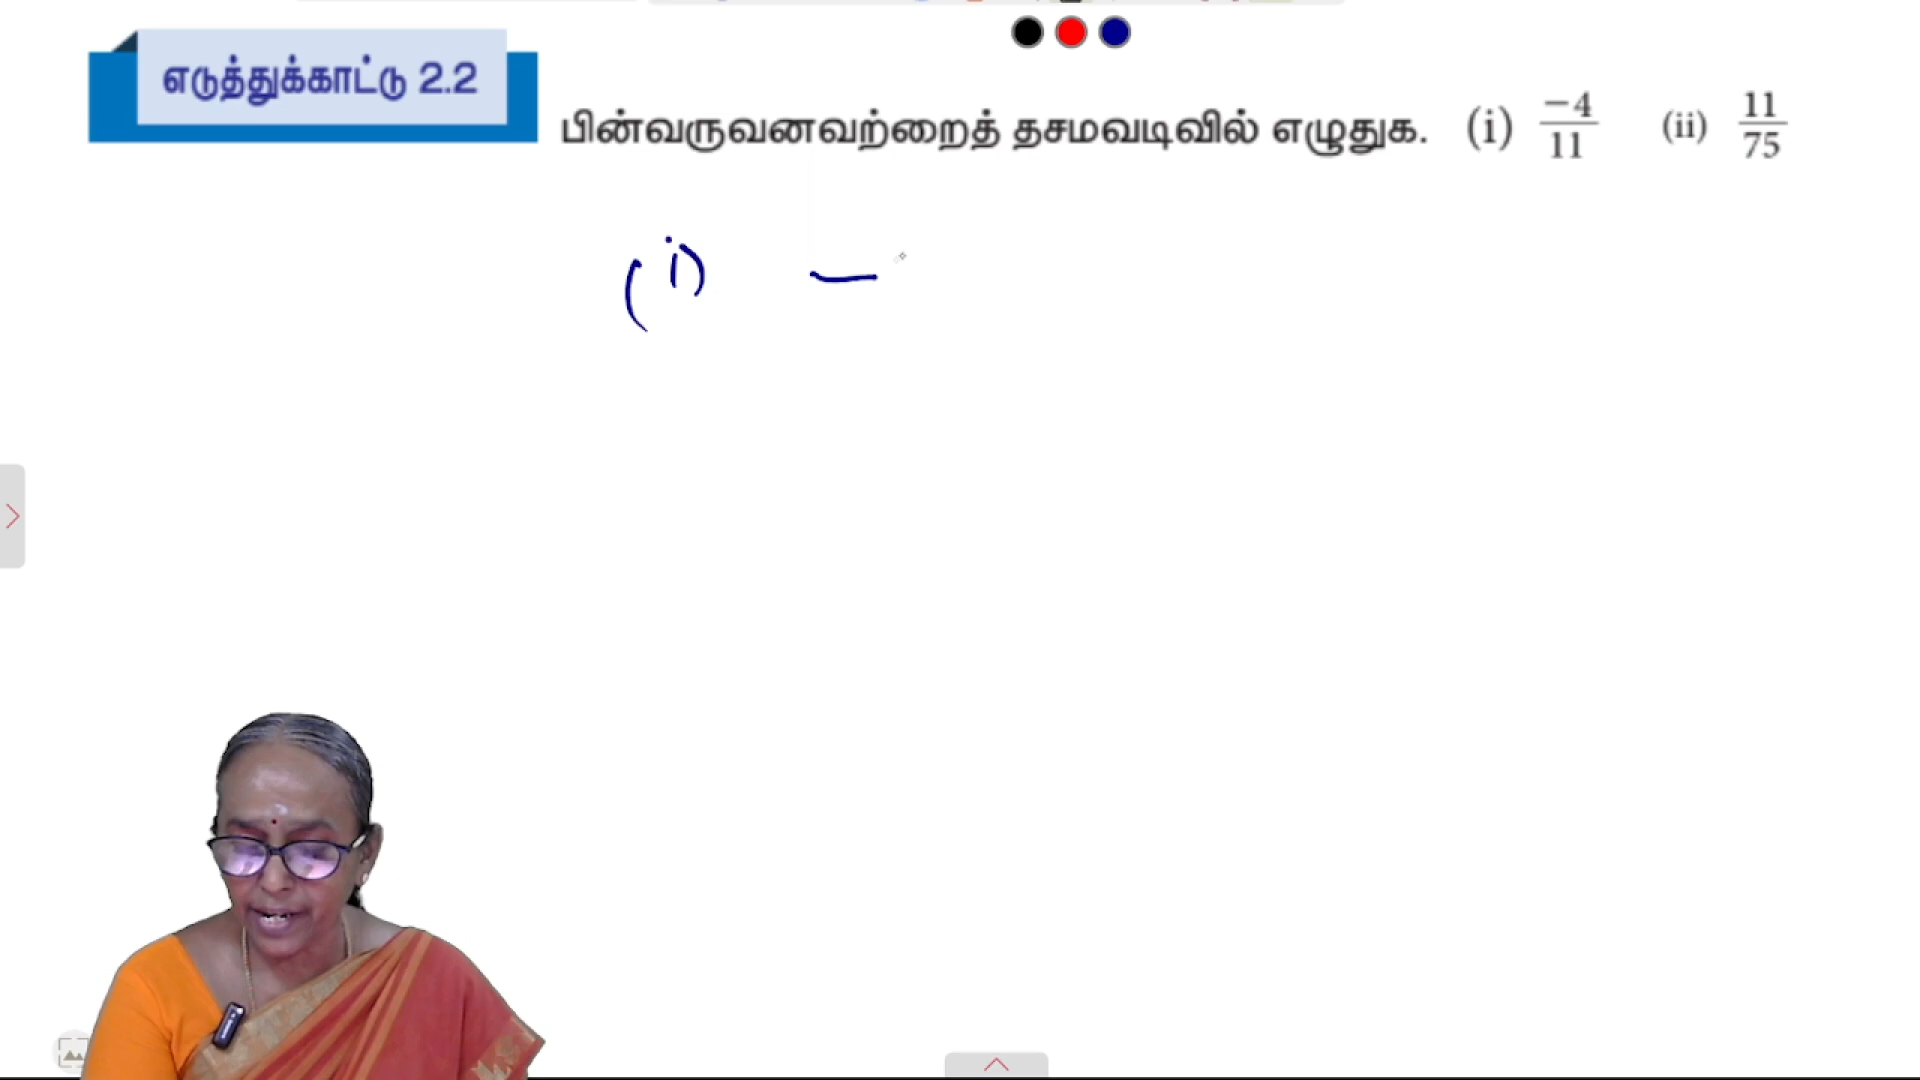 எடுத்துக்காட்டு 2.2
பின்வருவனவற்றைத் தசமவடிவில் எழுதுக. (i) −4/11 (ii) 11/75
(i) —